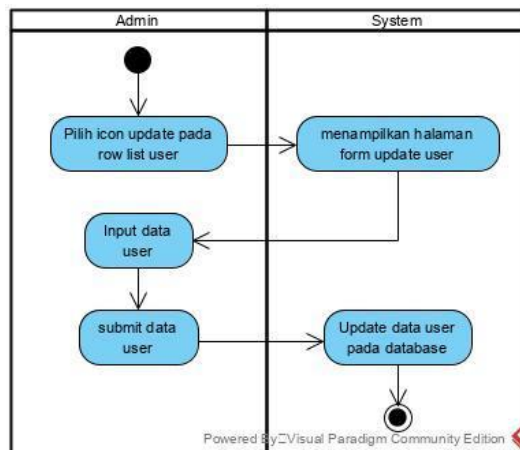 Admin
System
Pilih icon update pada
row list user
menampilkan halaman
form update user
Input data
user
submit data
user
Update data user
pada database
Powered By Visual Paradigm Community Edition